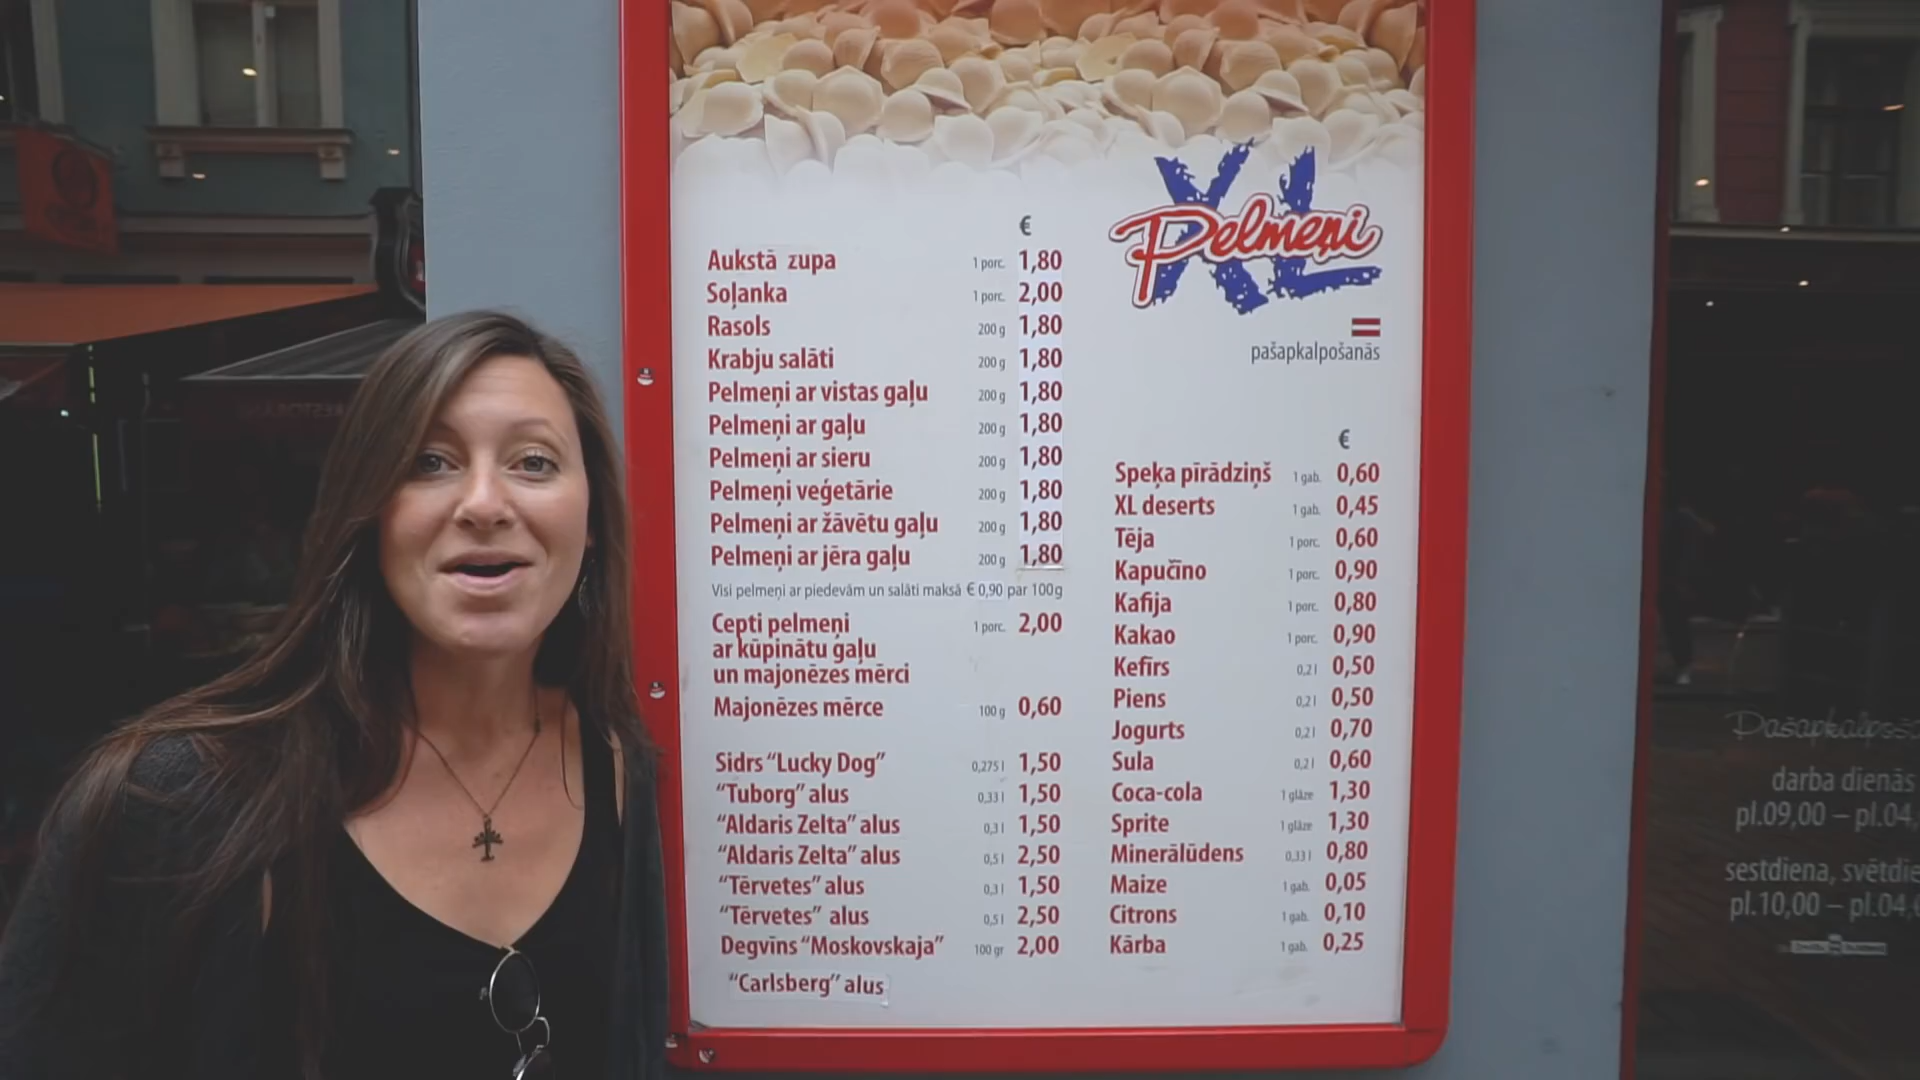 XL
Pelmeņi
pašapkalpošanās
€
Aukstā zupa 1 porc. 1,80
Soļanka 1 porc. 2,00
Rasols 200 g 1,80
Krabju salāti 200 g 1,80
Pelmeņi ar vistas gaļu 200 g 1,80
Pelmeņi ar gaļu 200 g 1,80
Pelmeņi ar sieru 200 g 1,80
Pelmeņi veģetārie 200 g 1,80
Pelmeņi ar žāvētu gaļu 200 g 1,80
Pelmeņi ar jēra gaļu 200 g 1,80
Visi pelmeņi ar piedevām un salāti maksā € 0,90 par 100g
Cepti pelmeņi 1 porc. 2,00
ar kūpinātu gaļu
un majonēzes mērci
Majonēzes mērce 100 g 0,60
Sidrs “Lucky Dog” 0,275 l 1,50
“Tuborg” alus 0,33 l 1,50
“Aldaris Zelta” alus 0,3 l 1,50
“Aldaris Zelta” alus 0,5 l 2,50
“Tērvetes” alus 0,3 l 1,50
“Tērvetes” alus 0,5 l 2,50
Degvīns “Moskovskaja” 100 gr 2,00
“Carlsberg” alus
€
Speķa pīrādziņš 1 gab. 0,60
XL deserts 1 gab. 0,45
Tēja 1 porc. 0,60
Kapučīno 1 porc. 0,90
Kafija 1 porc. 0,80
Kakao 1 porc. 0,90
Kefīrs 0,2 l 0,50
Piens 0,2 l 0,50
Jogurts 0,2 l 0,70
Sula 0,2 l 0,60
Coca-cola 1 glāze 1,30
Sprite 1 glāze 1,30
Minerālūdens 0,33 l 0,80
Maize 1 gab. 0,05
Citrons 1 gab. 0,10
Kārba 1 gab. 0,25
darba dienās
pl.09,00 – pl.04,
sestdiena, svētdie
pl.10,00 – pl.04,